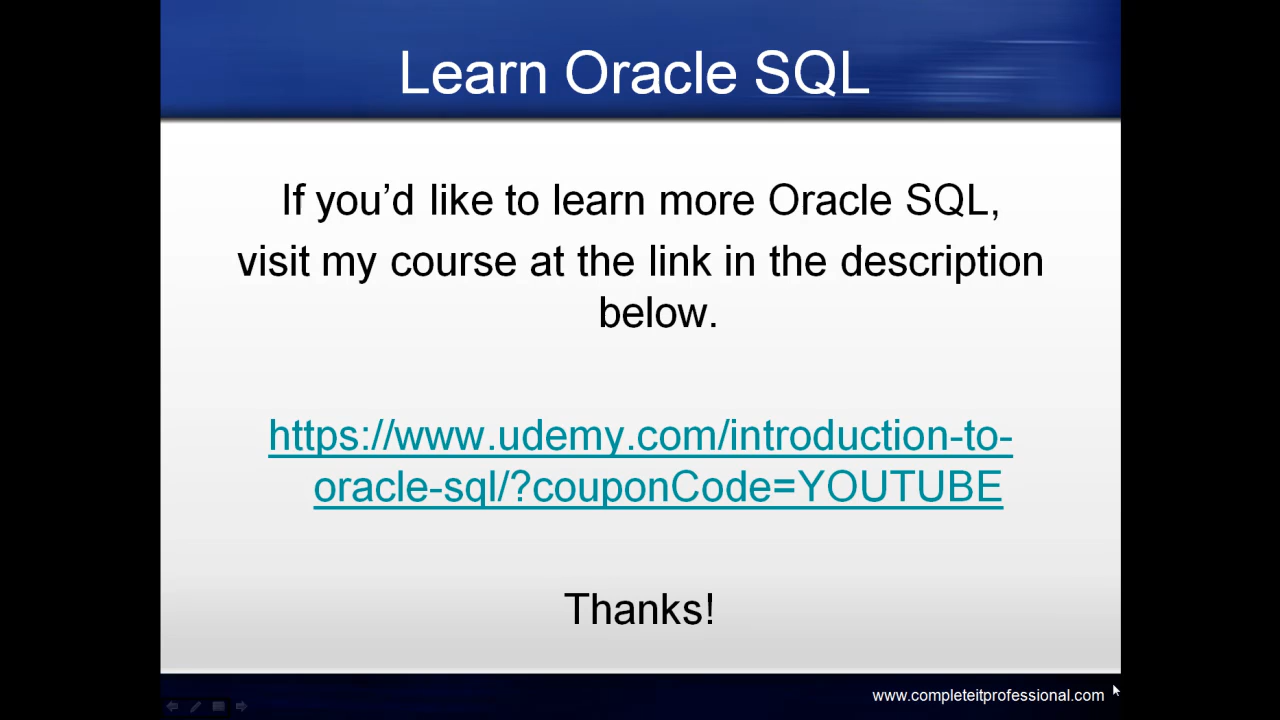 Learn Oracle SQL
If you’d like to learn more Oracle SQL,
visit my course at the link in the description
below.
https://www.udemy.com/introduction-to-
oracle-sql/?couponCode=YOUTUBE
Thanks!
www.completeitprofessional.com